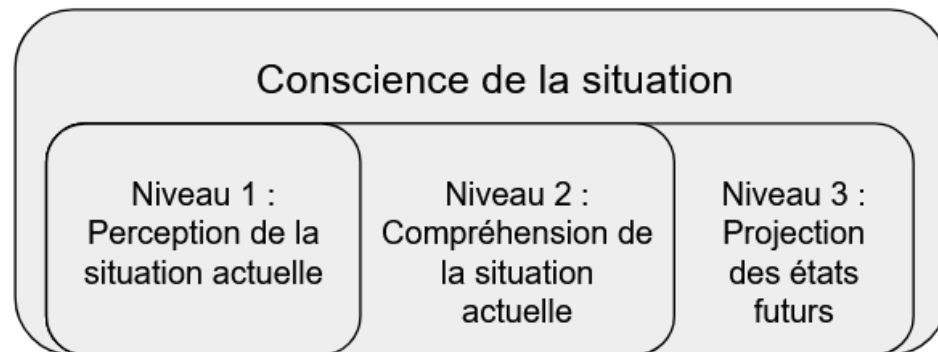 Conscience de la situation
Niveau 1 :
Perception de la
situation actuelle
Niveau 2 :
Compréhension de
la situation
actuelle
Niveau 3 :
Projection
des états
futurs